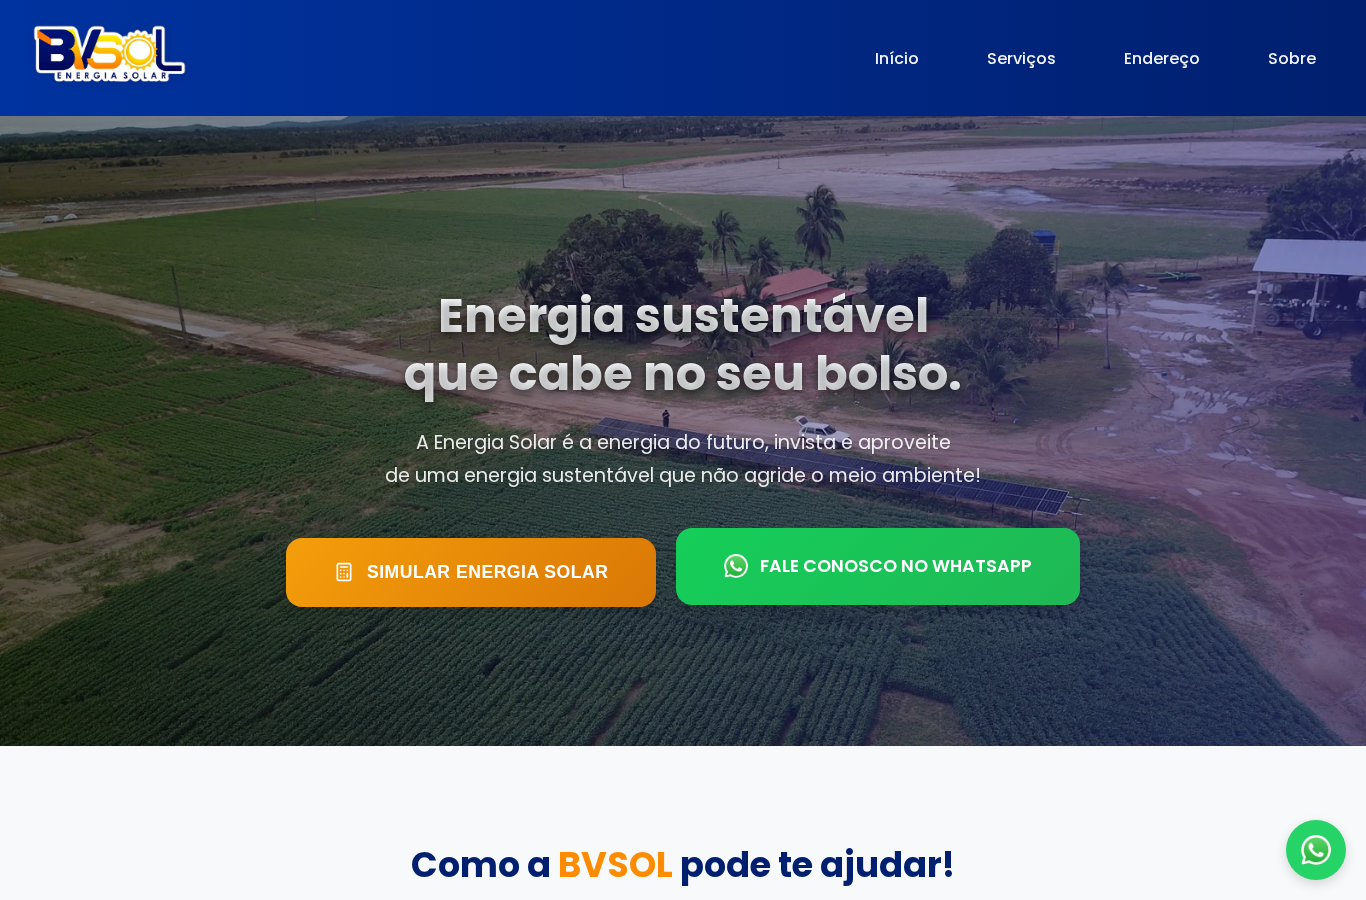 BVSOL
ENERGIA SOLAR
Início
Serviços
Endereço
Sobre
Energia sustentável
que cabe no seu bolso.
A Energia Solar é a energia do futuro, invista e aproveite
de uma energia sustentável que não agride o meio ambiente!
SIMULAR ENERGIA SOLAR
FALE CONOSCO NO WHATSAPP
Como a BVSOL pode te ajudar!